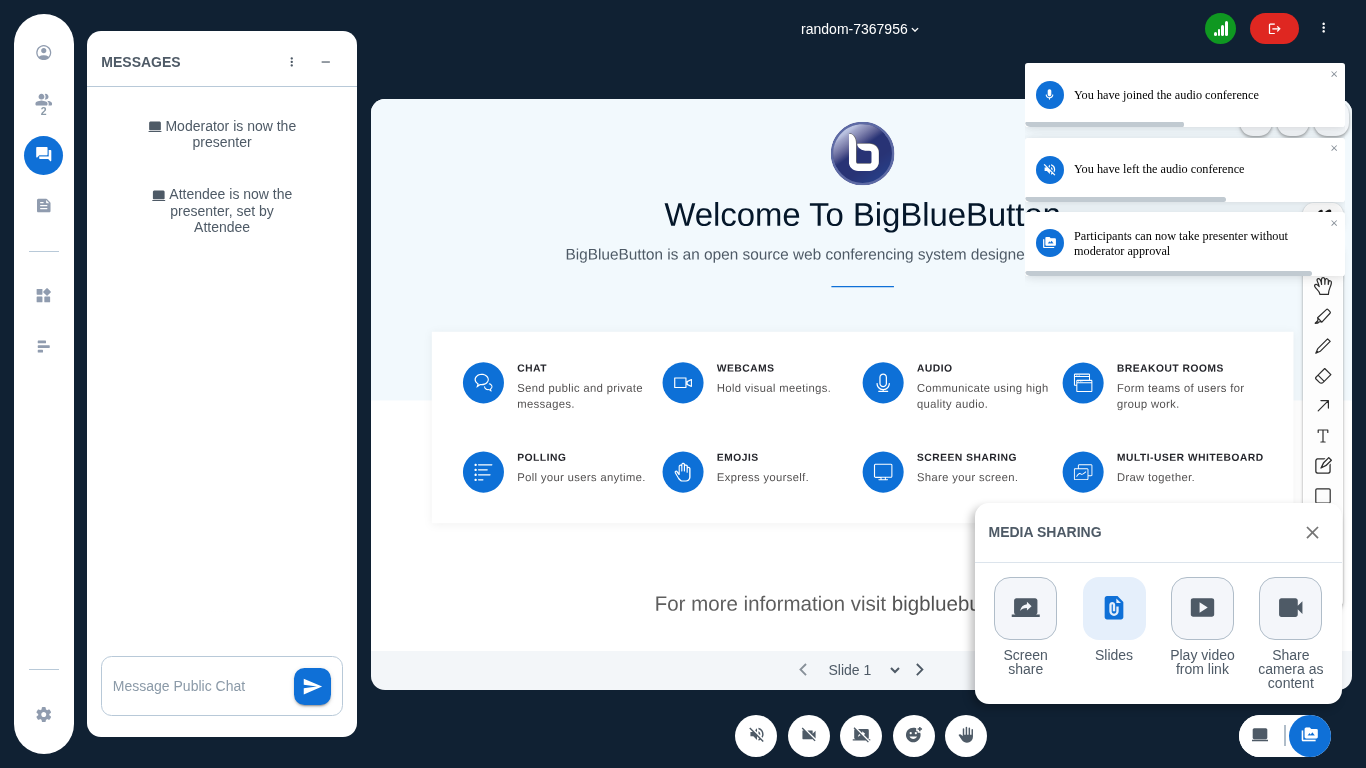 random-7367956
2
MESSAGES
Moderator is now the
presenter
Attendee is now the
presenter, set by
Attendee
Message Public Chat
You have joined the audio conference
You have left the audio conference
Participants can now take presenter without
moderator approval
Welcome To BigBlueButton
BigBlueButton is an open source web conferencing system designe
CHAT
Send public and private
messages.
WEBCAMS
Hold visual meetings.
AUDIO
Communicate using high
quality audio.
BREAKOUT ROOMS
Form teams of users for
group work.
POLLING
Poll your users anytime.
EMOJIS
Express yourself.
SCREEN SHARING
Share your screen.
MULTI-USER WHITEBOARD
Draw together.
For more information visit bigbluebu
Slide 1
MEDIA SHARING
Screen
share
Slides
Play video
from link
Share
camera as
content